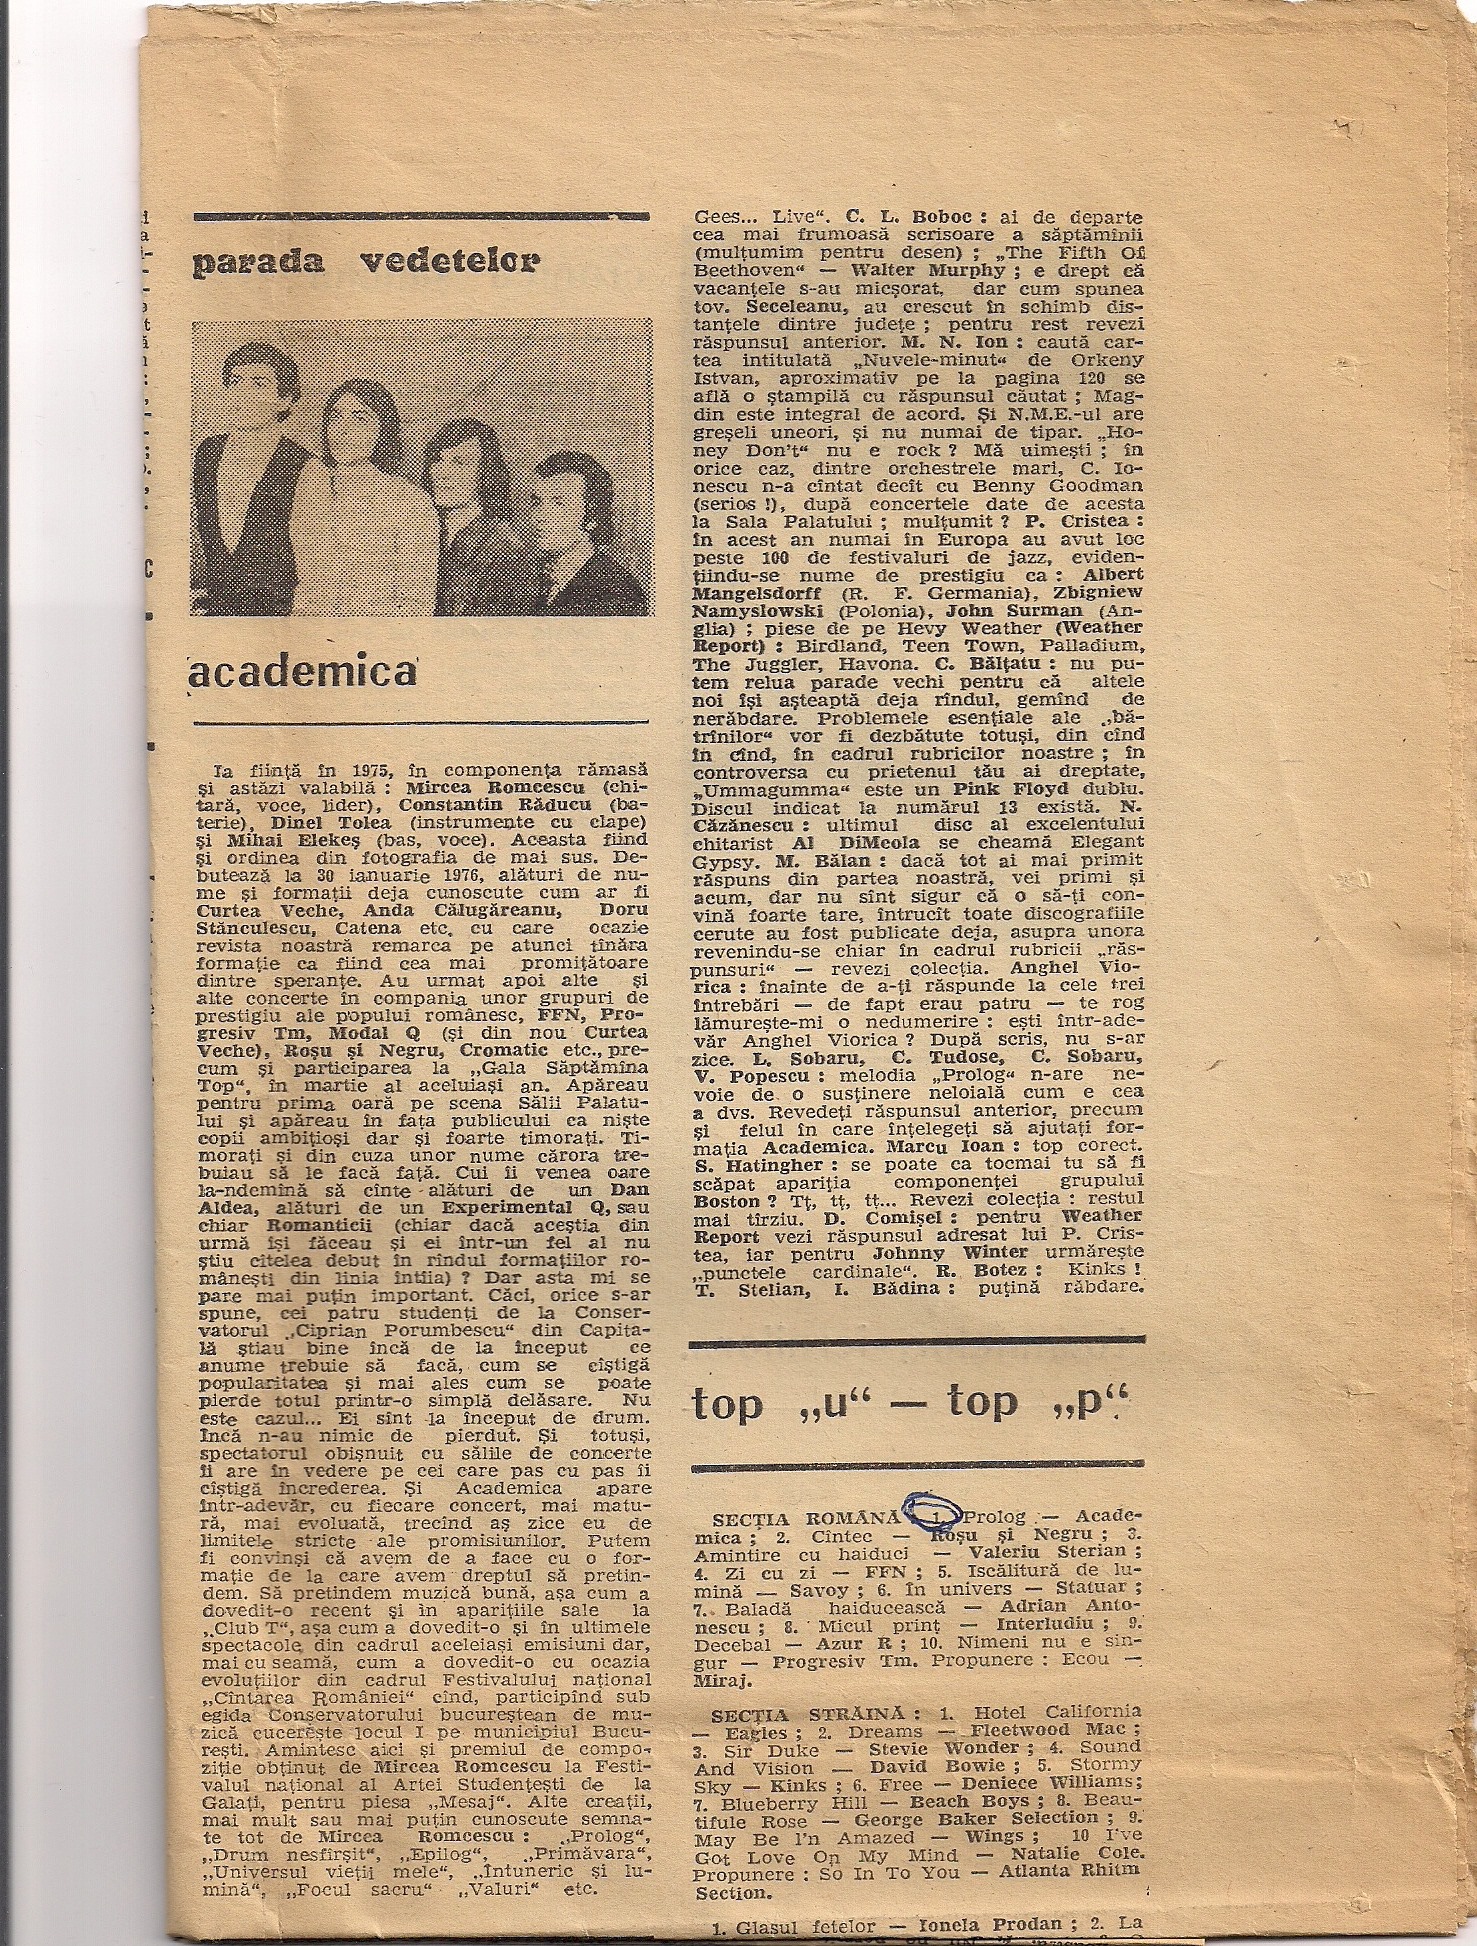 parada vedetelor
academica
Ia ființă în 1975, în componența rămasă
și astăzi valabilă : Mircea Romcescu (chi-
tară, voce, lider), Constantin Răducu (ba-
terie), Dinel Tolea (instrumente cu clape)
și Mihai Elekeș (bas, voce). Aceasta fiind
și ordinea din fotografia de mai sus. De-
butează la 30 ianuarie 1976, alături de nu-
me și formații deja cunoscute cum ar fi
Curtea Veche, Anda Călugăreanu, Doru
Stănculescu, Catena etc. cu care ocazie
revista noastră remarca pe atunci tînăra
formație ca fiind cea mai promițătoare
dintre speranțe. Au urmat apoi alte și
alte concerte în compania unor grupuri de
prestigiu ale popului românesc, FFN, Pro-
gresiv Tm, Modal Q (și din nou Curtea
Veche), Roșu și Negru, Cromatic etc., pre-
cum și participarea la „Gala Săptămîna
Top“, în martie al aceluiași an. Apăreau
pentru prima oară pe scena Sălii Palatu-
lui și apăreau în fața publicului ca niște
copii ambițioși dar și foarte timorați. Ti-
morați și din cuza unor nume cărora tre-
buiau să le facă față. Cui îi venea oare
la-ndemînă să cînte alături de un Dan
Aldea, alături de un Experimental Q, sau
chiar Romanticii (chiar dacă aceștia din
urmă își făceau și ei într-un fel al nu
știu cîtelea debut în rîndul formațiilor ro-
mânești din linia întîia) ? Dar asta mi se
pare mai puțin important. Căci, orice s-ar
spune, cei patru studenți de la Conser-
vatorul „Ciprian Porumbescu“ din Capita-
lă știau bine încă de la început ce
anume trebuie să facă, cum se cîștigă
popularitatea și mai ales cum se poate
pierde totul printr-o simplă delăsare. Nu
este cazul... Ei sînt la început de drum.
Încă n-au nimic de pierdut. Și totuși,
spectatorul obișnuit cu sălile de concerte
îi are în vedere pe cei care pas cu pas îi
cîștigă încrederea. Și Academica apare
într-adevăr, cu fiecare concert, mai matu-
ră, mai evoluată, trecînd aș zice eu de
limitele stricte ale promisiunilor. Putem
fi convinși că avem de a face cu o for-
mație de la care avem dreptul să pretin-
dem. Să pretindem muzică bună, așa cum a
dovedit-o recent și în aparițiile sale la
„Club T“, așa cum a dovedit-o și în ultimele
spectacole din cadrul aceleiași emisiuni dar,
mai cu seamă, cum a dovedit-o cu ocazia
evoluțiilor din cadrul Festivalului național
„Cîntarea României“ cînd, participînd sub
egida Conservatorului bucureștean de mu-
zică cucerește locul I pe municipiul Bucu-
rești. Amintesc aici și premiul de compo-
ziție obținut de Mircea Romcescu la Festi-
valul național al Artei Studențești de la
Galați, pentru piesa „Mesaj“. Alte creații,
mai mult sau mai puțin cunoscute semna-
te tot de Mircea Romcescu : „Prolog“,
„Drum nesfîrșit“, „Epilog“, „Primăvara“,
„Universul vieții mele“, „Întuneric și lu-
mină“, „Focul sacru“ „Valuri“ etc.
Gees... Live“. C. L. Boboc : ai de departe
cea mai frumoasă scrisoare a săptămînii
(mulțumim pentru desen) ; „The Fifth Of
Beethoven“ — Walter Murphy ; e drept că
vacanțele s-au micșorat, dar cum spunea
tov. Seceleanu, au crescut în schimb dis-
tanțele dintre județe ; pentru rest revezi
răspunsul anterior. M. N. Ion : caută car-
tea intitulată „Nuvele-minut“ de Orkeny
Istvan, aproximativ pe la pagina 120 se
află o ștampilă cu răspunsul căutat ; Mag-
din este integral de acord. Și N.M.E.-ul are
greșeli uneori, și nu numai de tipar. „Ho-
ney Don't“ nu e rock ? Mă uimești ; în
orice caz, dintre orchestrele mari, C. Io-
nescu n-a cîntat decît cu Benny Goodman
(serios !), după concertele date de acesta
la Sala Palatului ; mulțumit ? P. Cristea :
în acest an numai în Europa au avut loc
peste 100 de festivaluri de jazz, eviden-
țiindu-se nume de prestigiu ca : Albert
Mangelsdorff (R. F. Germania), Zbigniew
Namyslowski (Polonia), John Surman (An-
glia) ; piese de pe Hevy Weather (Weather
Report) : Birdland, Teen Town, Palladium,
The Juggler, Havona. C. Bălțatu : nu pu-
tem relua parade vechi pentru că altele
noi își așteaptă deja rîndul, gemînd de
nerăbdare. Problemele esențiale ale „bă-
trînilor“ vor fi dezbătute totuși, din cînd
în cînd, în cadrul rubricilor noastre ; în
controversa cu prietenul tău ai dreptate,
„Ummagumma“ este un Pink Floyd dublu.
Discul indicat la numărul 13 există. N.
Căzănescu : ultimul disc al excelentului
chitarist Al DiMeola se cheamă Elegant
Gypsy. M. Bălan : dacă tot ai mai primit
răspuns din partea noastră, vei primi și
acum, dar nu sînt sigur că o să-ți con-
vină foarte tare, întrucît toate discografiile
cerute au fost publicate deja, asupra unora
revenindu-se chiar în cadrul rubricii „răs-
punsuri“ — revezi colecția. Anghel Vio-
rica : înainte de a-ți răspunde la cele trei
întrebări — de fapt erau patru — te rog
lămurește-mi o nedumerire : ești într-ade-
văr Anghel Viorica ? După scris, nu s-ar
zice. L. Sobaru, C. Tudose, C. Sobaru,
V. Popescu : melodia „Prolog“ n-are ne-
voie de o susținere neloială cum e cea
a dvs. Revedeți răspunsul anterior, precum
și felul în care înțelegeți să ajutați for-
mația Academica. Marcu Ioan : top corect.
S. Hatingher : se poate ca tocmai tu să fi
scăpat apariția componenței grupului
Boston ? Tț, tț, tț... Revezi colecția : restul
mai tîrziu. D. Comișel : pentru Weather
Report vezi răspunsul adresat lui P. Cris-
tea, iar pentru Johnny Winter urmărește
„punctele cardinale“. R. Botez : Kinks !
T. Stelian, I. Bădina : puțină răbdare.
top „u“ — top „p“
SECȚIA ROMÂNĂ : 1. Prolog — Acade-
mica ; 2. Cîntec — Roșu și Negru ; 3.
Amintire cu haiduci — Valeriu Sterian ;
4. Zi cu zi — FFN ; 5. Iscălitură de lu-
mină — Savoy ; 6. În univers — Statuar ;
7. Baladă haiducească — Adrian Anto-
nescu ; 8. Micul prinț — Interludiu ; 9.
Decebal — Azur R ; 10. Nimeni nu e sin-
gur — Progresiv Tm. Propunere : Ecou —
Miraj.
SECȚIA STRĂINĂ : 1. Hotel California
— Eagles ; 2. Dreams — Fleetwood Mac ;
3. Sir Duke — Stevie Wonder ; 4. Sound
And Vision — David Bowie ; 5. Stormy
Sky — Kinks ; 6. Free — Deniece Williams;
7. Blueberry Hill — Beach Boys ; 8. Beau-
tifule Rose — George Baker Selection ; 9.
May Be I'n Amazed — Wings ; 10 I've
Got Love On My Mind — Natalie Cole.
Propunere : So In To You — Atlanta Rhitm
Section.
1. Glasul fetelor — Ionela Prodan ; 2. La